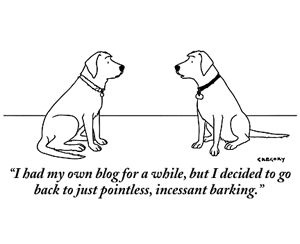 GREGORY
“I had my own blog for a while, but I decided to go
back to just pointless, incessant barking.”